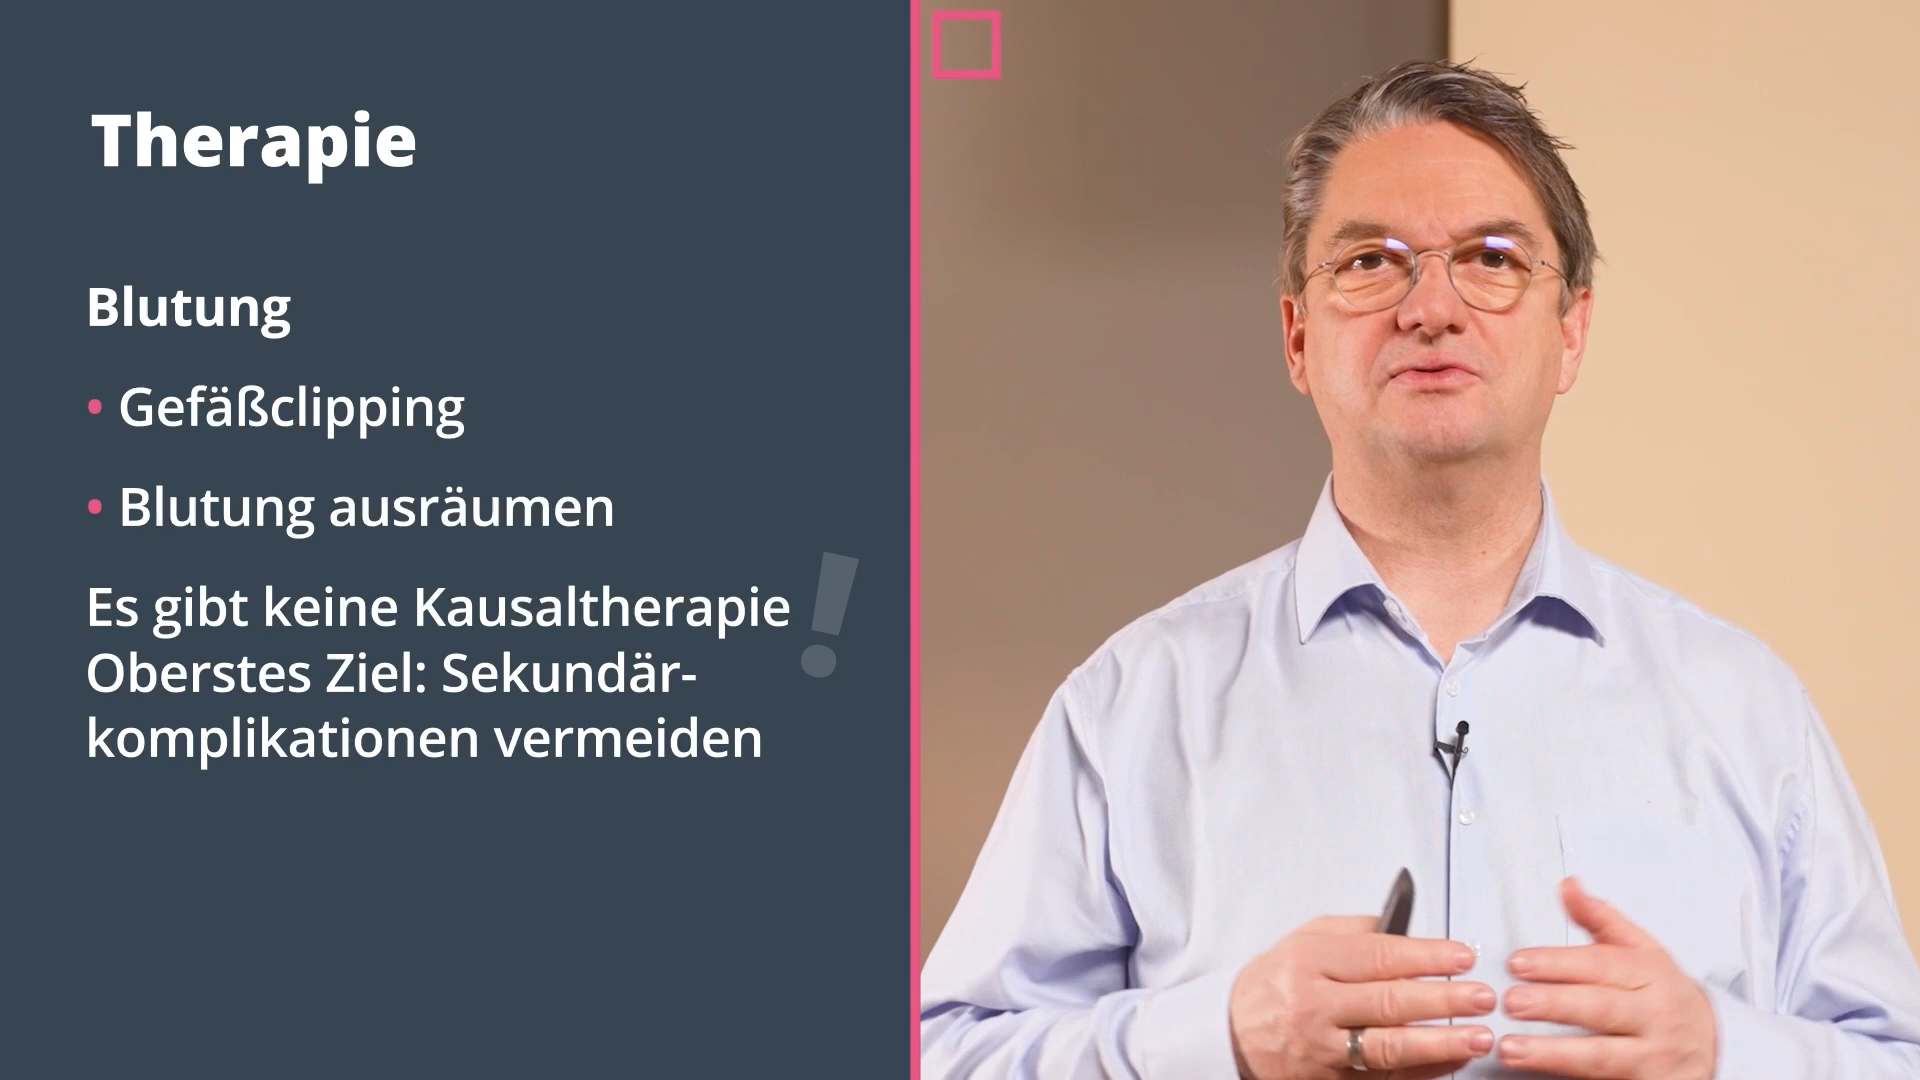 Therapie
Blutung
• Gefäßclipping
• Blutung ausräumen
Es gibt keine Kausaltherapie
Oberstes Ziel: Sekundär-
komplikationen vermeiden
!